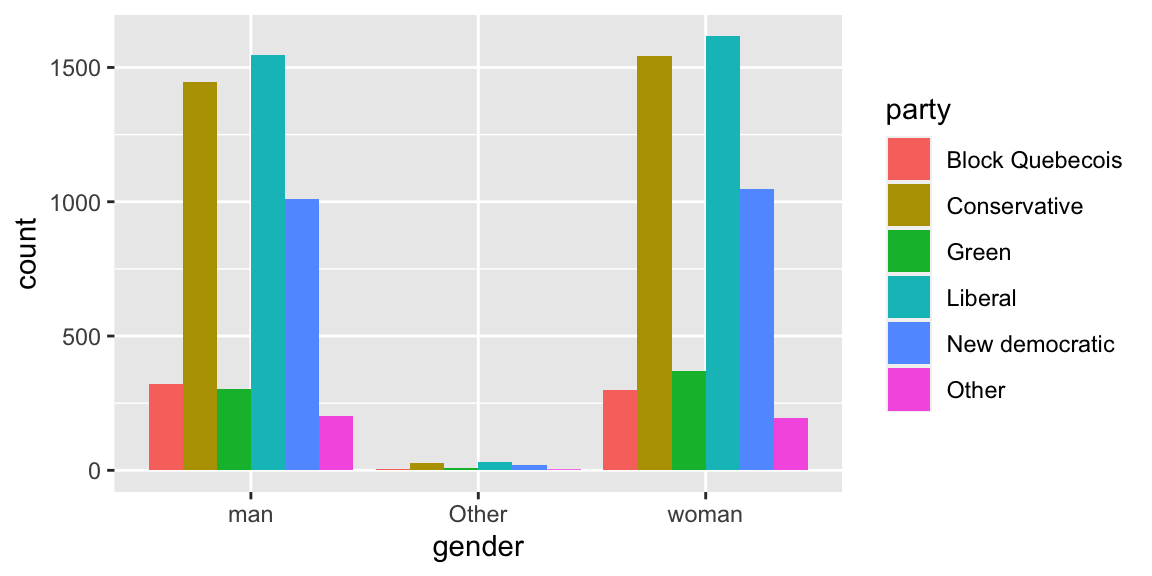 count
1500
1000
500
0
man
Other
woman
gender
party
Block Quebecois
Conservative
Green
Liberal
New democratic
Other